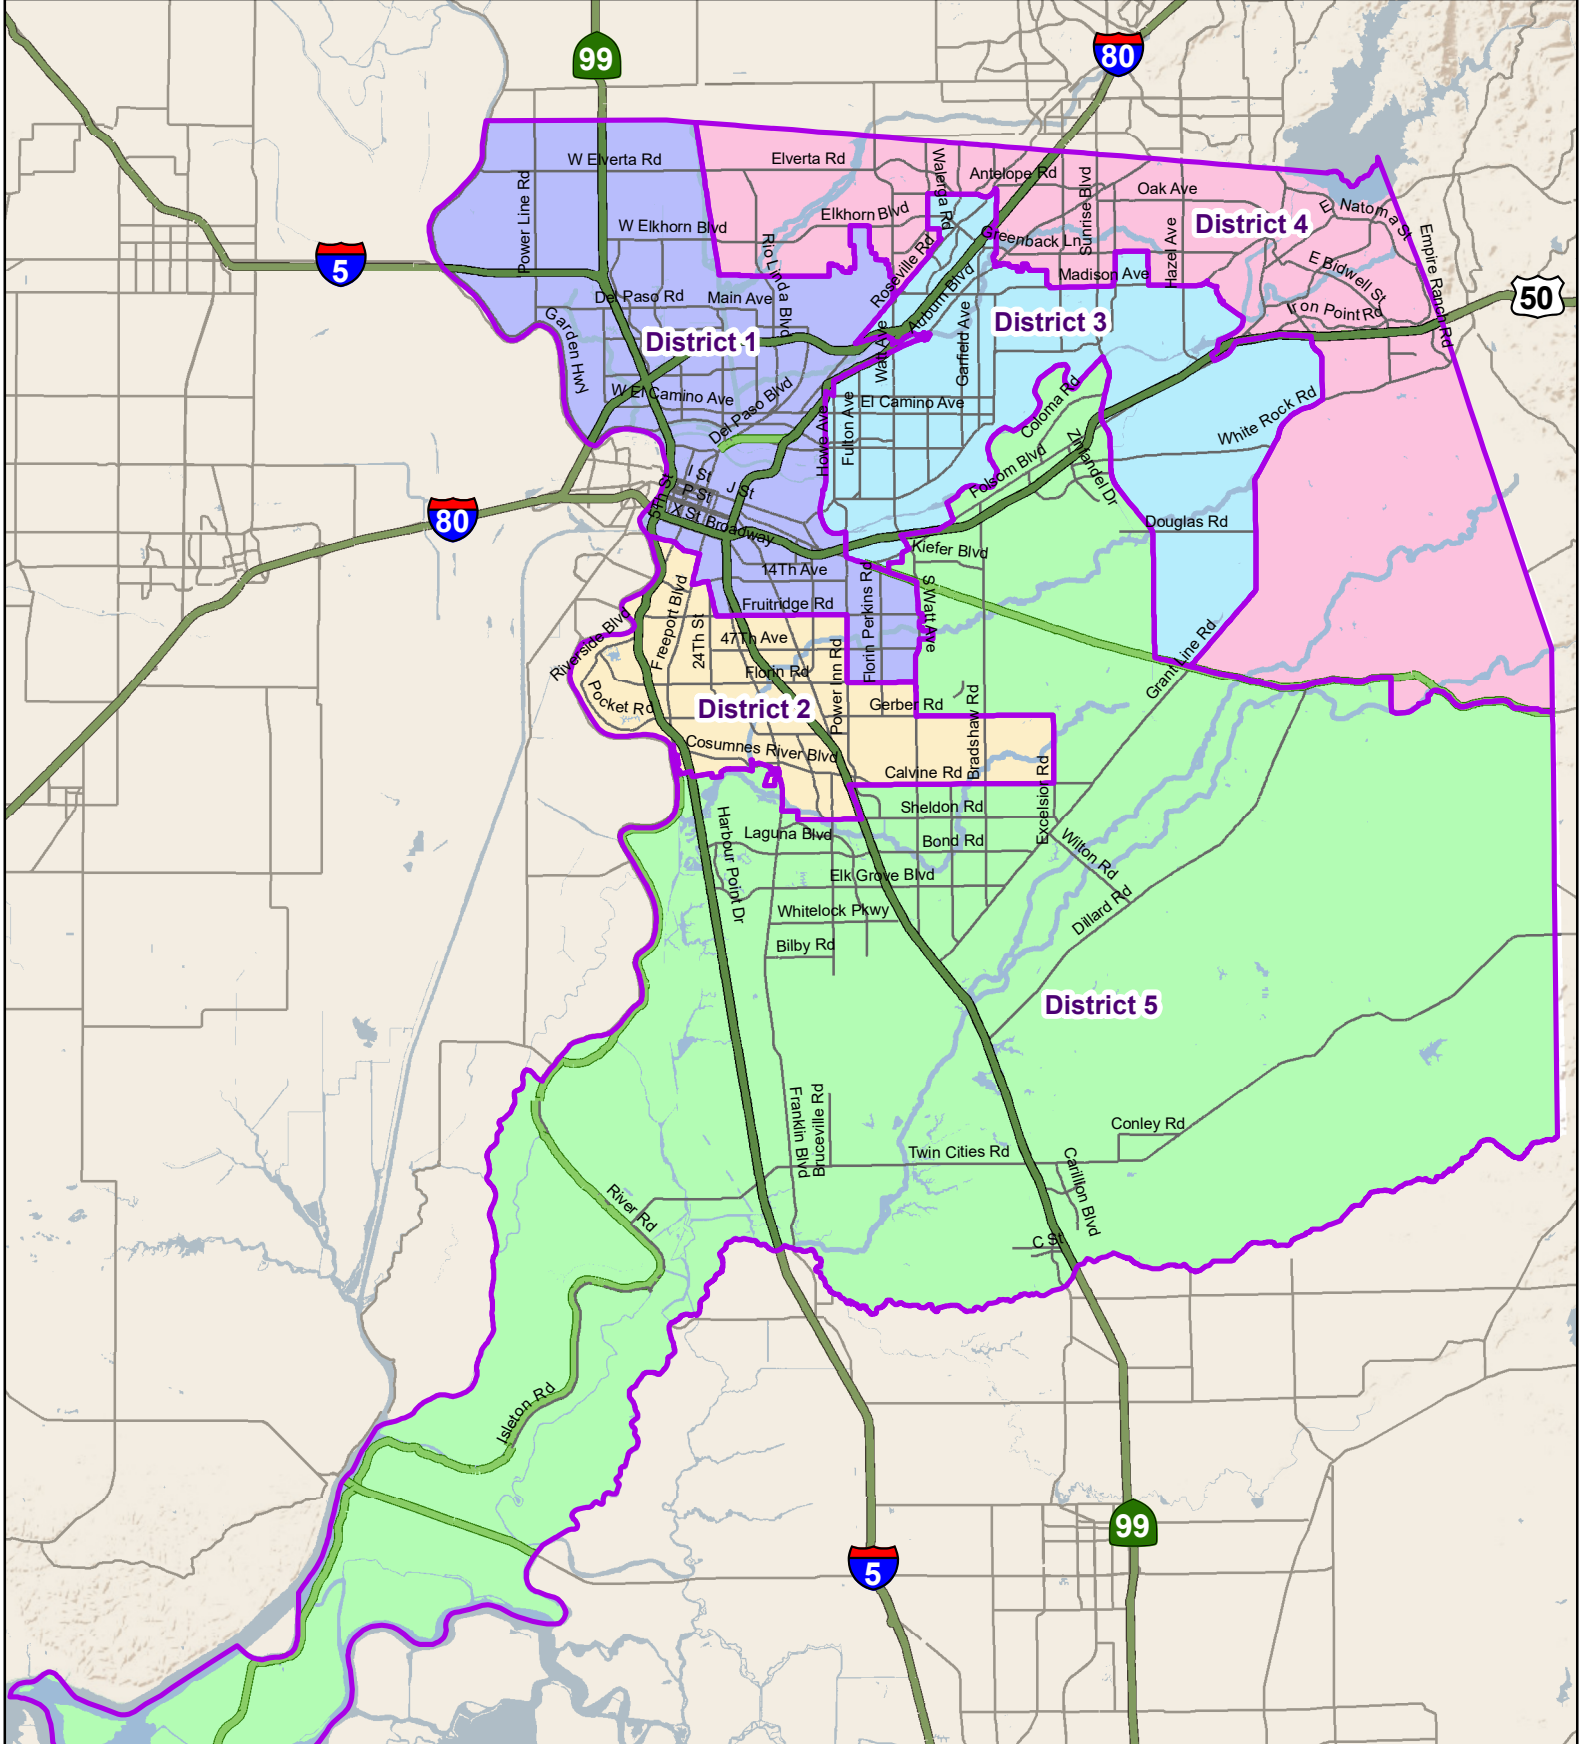 99
80
W Elverta Rd
Elverta Rd
Walerga Rd
Antelope Rd
Oak Ave
Power Line Rd
Sunrise Blvd
E Natoma St
Elkhorn Blvd
W Elkhorn Blvd
District 4
Greenback Ln
Hazel Ave
Empire Ranch Rd
Rio Linda Blvd
Roseville Rd
5
E Bidwell St
Madison Ave
50
Del Paso Rd
Main Ave
Auburn Blvd
Iron Point Rd
Garden Hwy
District 3
District 1
Watt Ave
Garfield Ave
W El Camino Ave
El Camino Ave
Del Paso Blvd
Coloma Rd
White Rock Rd
Howe Ave
Fulton Ave
Zinfandel Dr
I St
J St
P St
Folsom Blvd
5Th St
X St
Broadway
80
Douglas Rd
Kiefer Blvd
14Th Ave
Fruitridge Rd
Florin Perkins Rd
S Watt Ave
Freeport Blvd
Riverside Blvd
24Th St
47Th Ave
Florin Rd
Power Inn Rd
Grant Line Rd
Pocket Rd
District 2
Gerber Rd
Bradshaw Rd
Cosumnes River Blvd
Calvine Rd
Excelsior Rd
Sheldon Rd
Harbour Point Dr
Laguna Blvd
Bond Rd
Wilton Rd
Elk Grove Blvd
Dillard Rd
Whitelock Pkwy
Bilby Rd
District 5
Franklin Blvd
Bruceville Rd
Conley Rd
Twin Cities Rd
Carillon Blvd
River Rd
C St
Isleton Rd
99
5